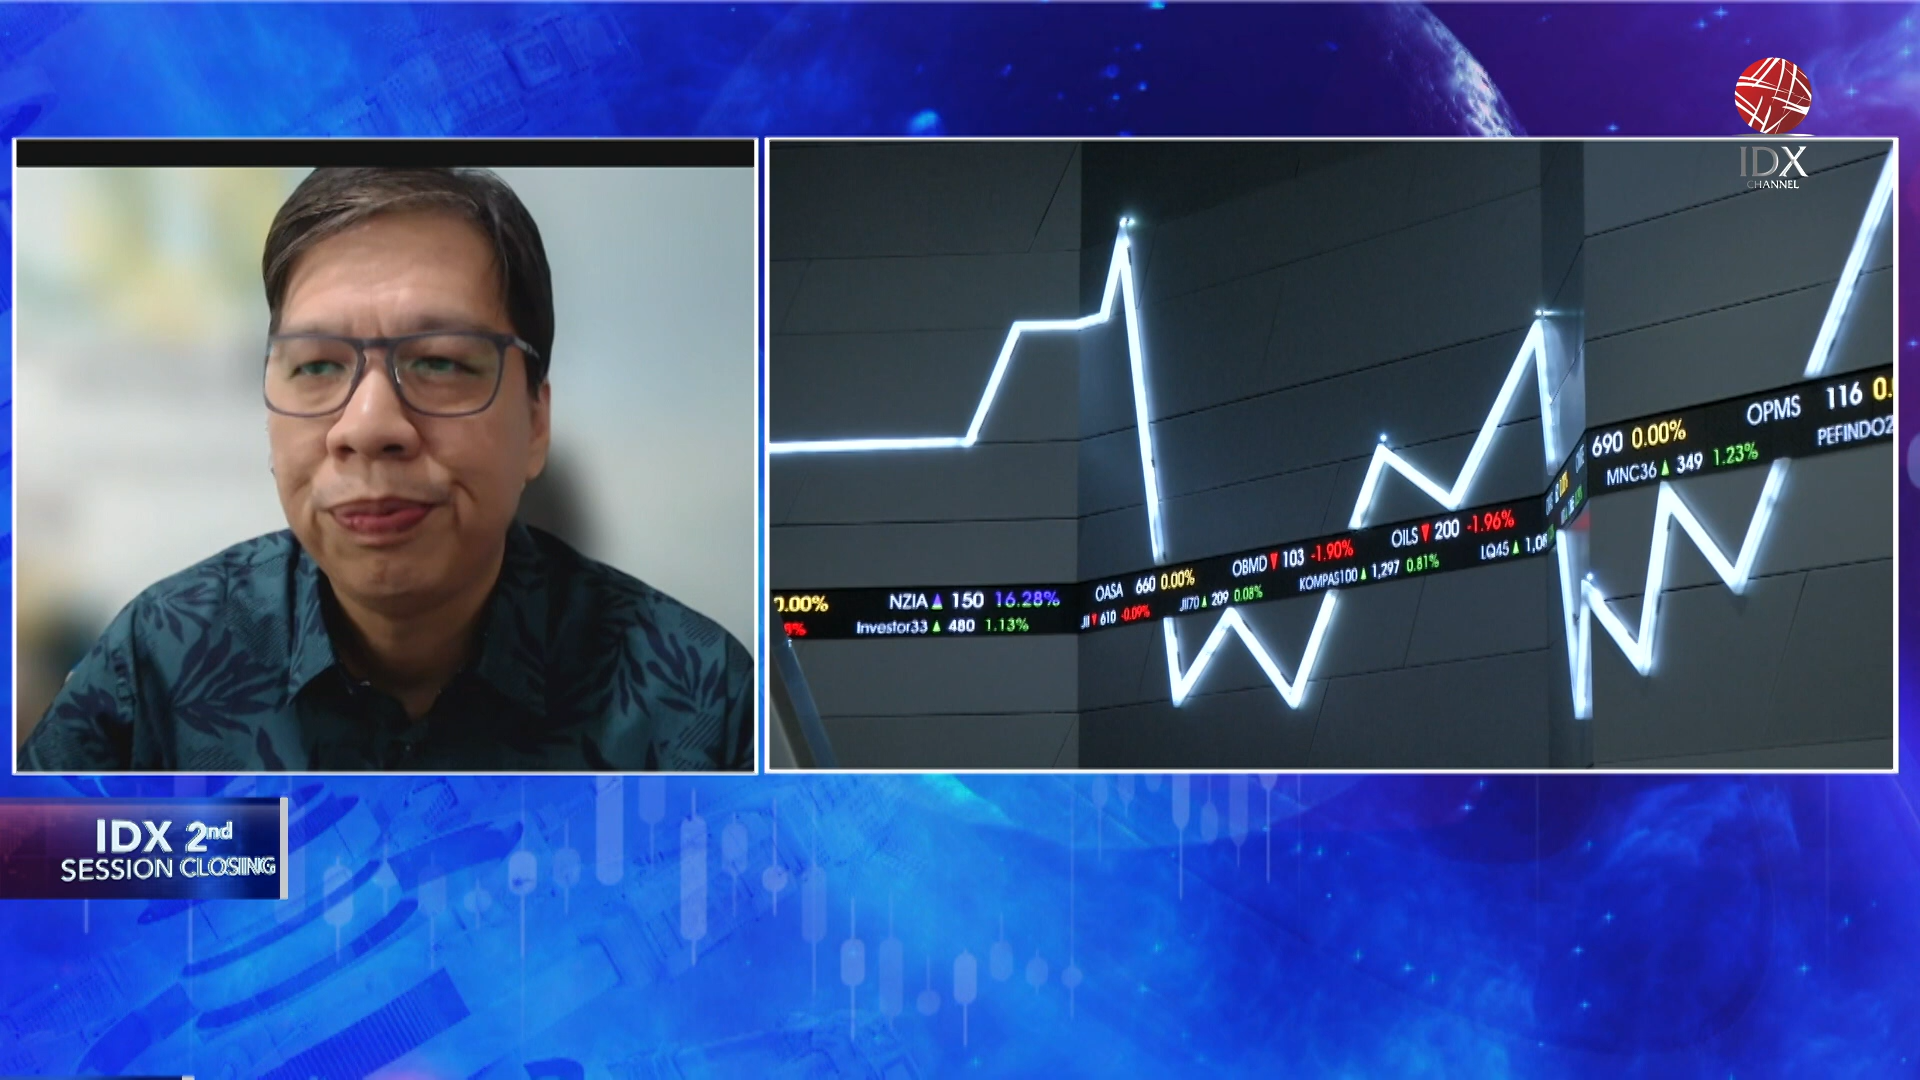 IDX
CHANNEL
0.00% NZIA ▲ 150 16.28% OASA 660 0.00% OBMD ▼ 103 -1.90% OILS ▼ 200 -1.96%
Investor33 ▲ 480 1.13% JII ▼ 610 -0.09% JII70 ▲ 209 0.08% KOMPAS100 ▲ 1,297 0.81% LQ45 ▲
690 0.00% OPMS 116
MNC36 ▲ 349 1.23%
IDX 2nd
SESSION CLOSING